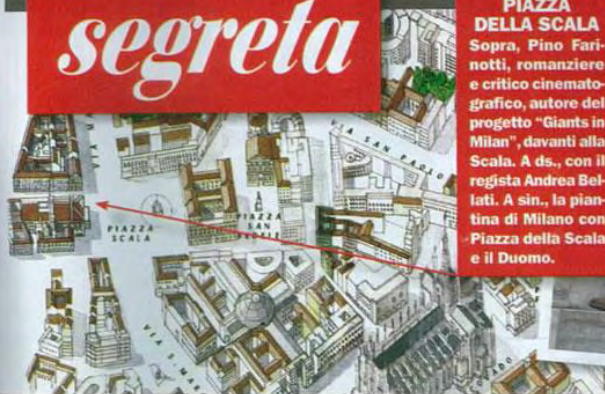 segreta
PIAZZA
DELLA SCALA
Sopra, Pino Fari-
notti, romanziere
e critico cinemato-
grafico, autore del
progetto “Giants in
Milan”, davanti alla
Scala. A ds., con il
regista Andrea Bel-
lati. A sin., la pian-
tina di Milano con
Piazza della Scala
e il Duomo.
VIA SAN PAOLO
PIAZZA
SCALA
PIAZZA
SAN
VIA S. MAR